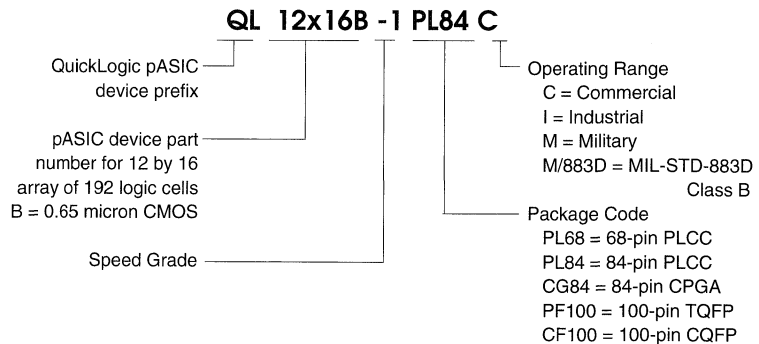 QL 12x16B -1 PL84 C
QuickLogic pASIC
device prefix
pASIC device part
number for 12 by 16
array of 192 logic cells
B = 0.65 micron CMOS
Speed Grade
Operating Range
C = Commercial
I = Industrial
M = Military
M/883D = MIL-STD-883D
Class B
Package Code
PL68 = 68-pin PLCC
PL84 = 84-pin PLCC
CG84 = 84-pin CPGA
PF100 = 100-pin TQFP
CF100 = 100-pin CQFP